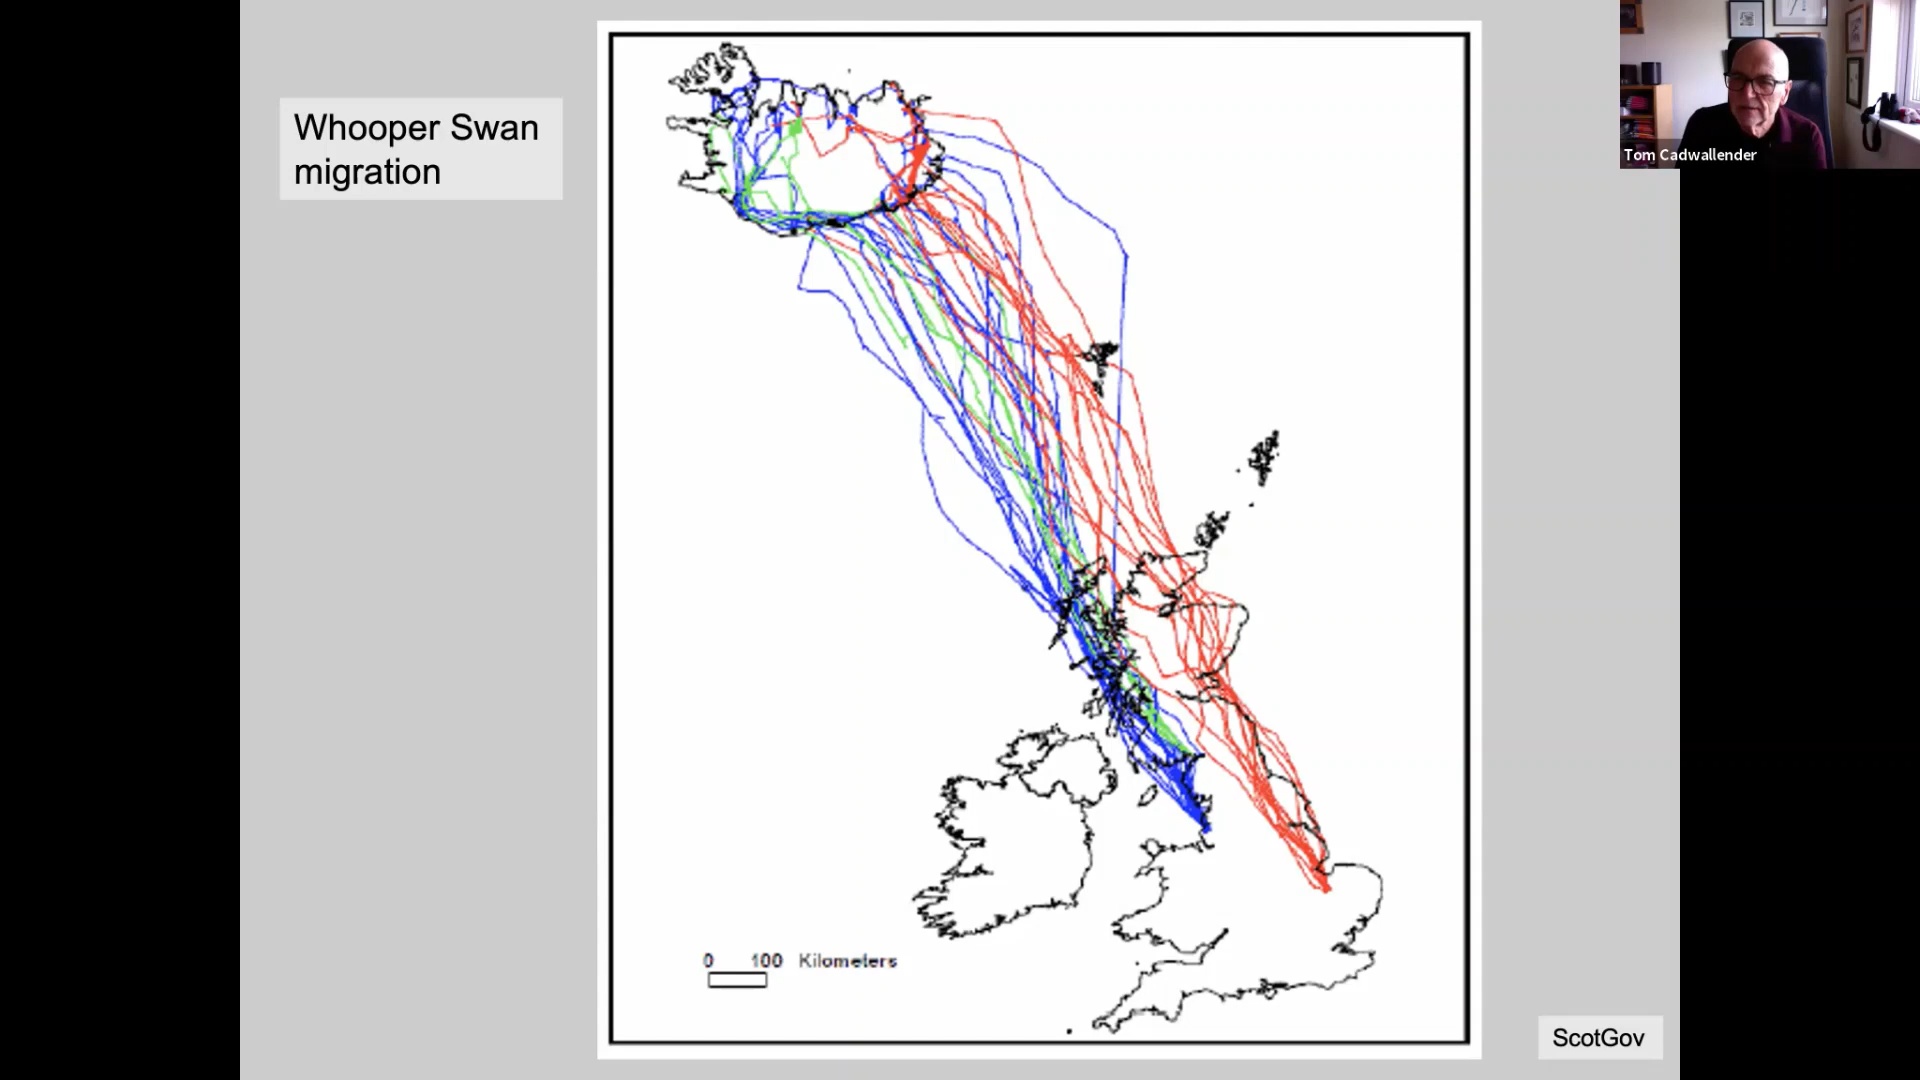 Whooper Swan
migration
Tom Cadwallender
0 100 Kilometers
ScotGov